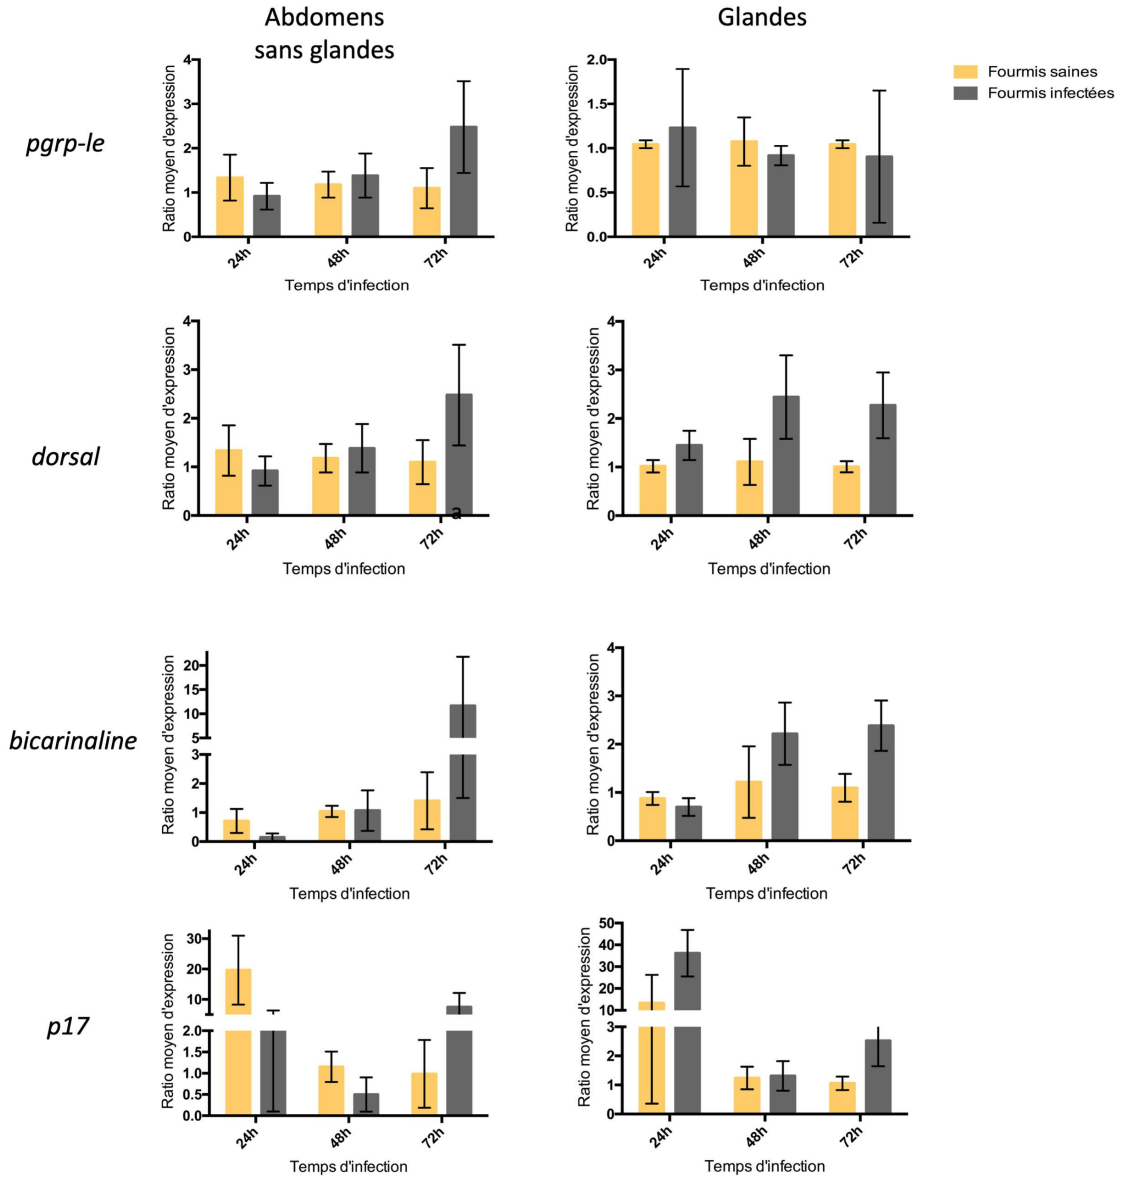 Abdomens
sans glandes
Glandes
Fourmis saines
Fourmis infectées
pgrp-le
Ratio moyen d'expression
4
3
2
1
0
24h
48h
72h
Temps d'infection
Ratio moyen d'expression
2.0
1.5
1.0
0.5
0.0
24h
48h
72h
Temps d'infection
dorsal
Ratio moyen d'expression
4
3
2
1
0
a
24h
48h
72h
Temps d'infection
Ratio moyen d'expression
4
3
2
1
0
24h
48h
72h
Temps d'infection
bicarinaline
Ratio moyen d'expression
20
15
10
5
3
2
1
0
24h
48h
72h
Temps d'infection
Ratio moyen d'expression
4
3
2
1
0
24h
48h
72h
Temps d'infection
p17
Ratio moyen d'expression
30
20
10
2.0
1.5
1.0
0.5
0.0
24h
48h
72h
Temps d'infection
Ratio moyen d'expression
50
40
30
20
10
3
2
1
0
24h
48h
72h
Temps d'infection